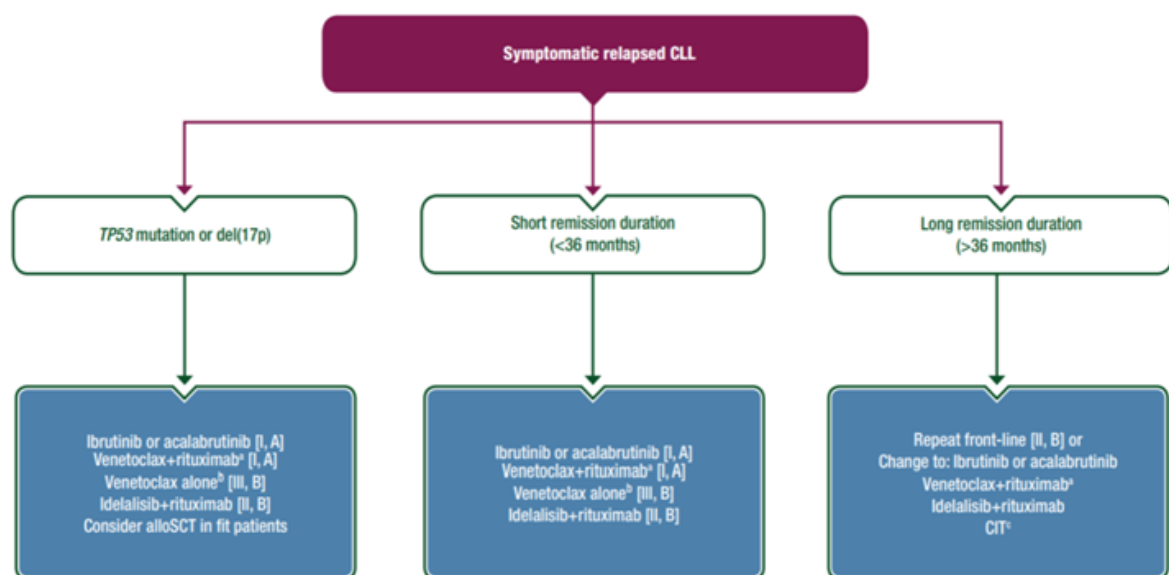 Symptomatic relapsed CLL
TP53 mutation or del(17p)
Short remission duration
(<36 months)
Long remission duration
(>36 months)
Ibrutinib or acalabrutinib [I, A]
Venetoclax+rituximabᵃ [I, A]
Venetoclax aloneᵇ [III, B]
Idelalisib+rituximab [II, B]
Consider alloSCT in fit patients
Ibrutinib or acalabrutinib [I, A]
Venetoclax+rituximabᵃ [I, A]
Venetoclax aloneᵇ [III, B]
Idelalisib+rituximab [II, B]
Repeat front-line [II, B] or
Change to: Ibrutinib or acalabrutinib
Venetoclax+rituximabᵃ
Idelalisib+rituximab
CITᶜ